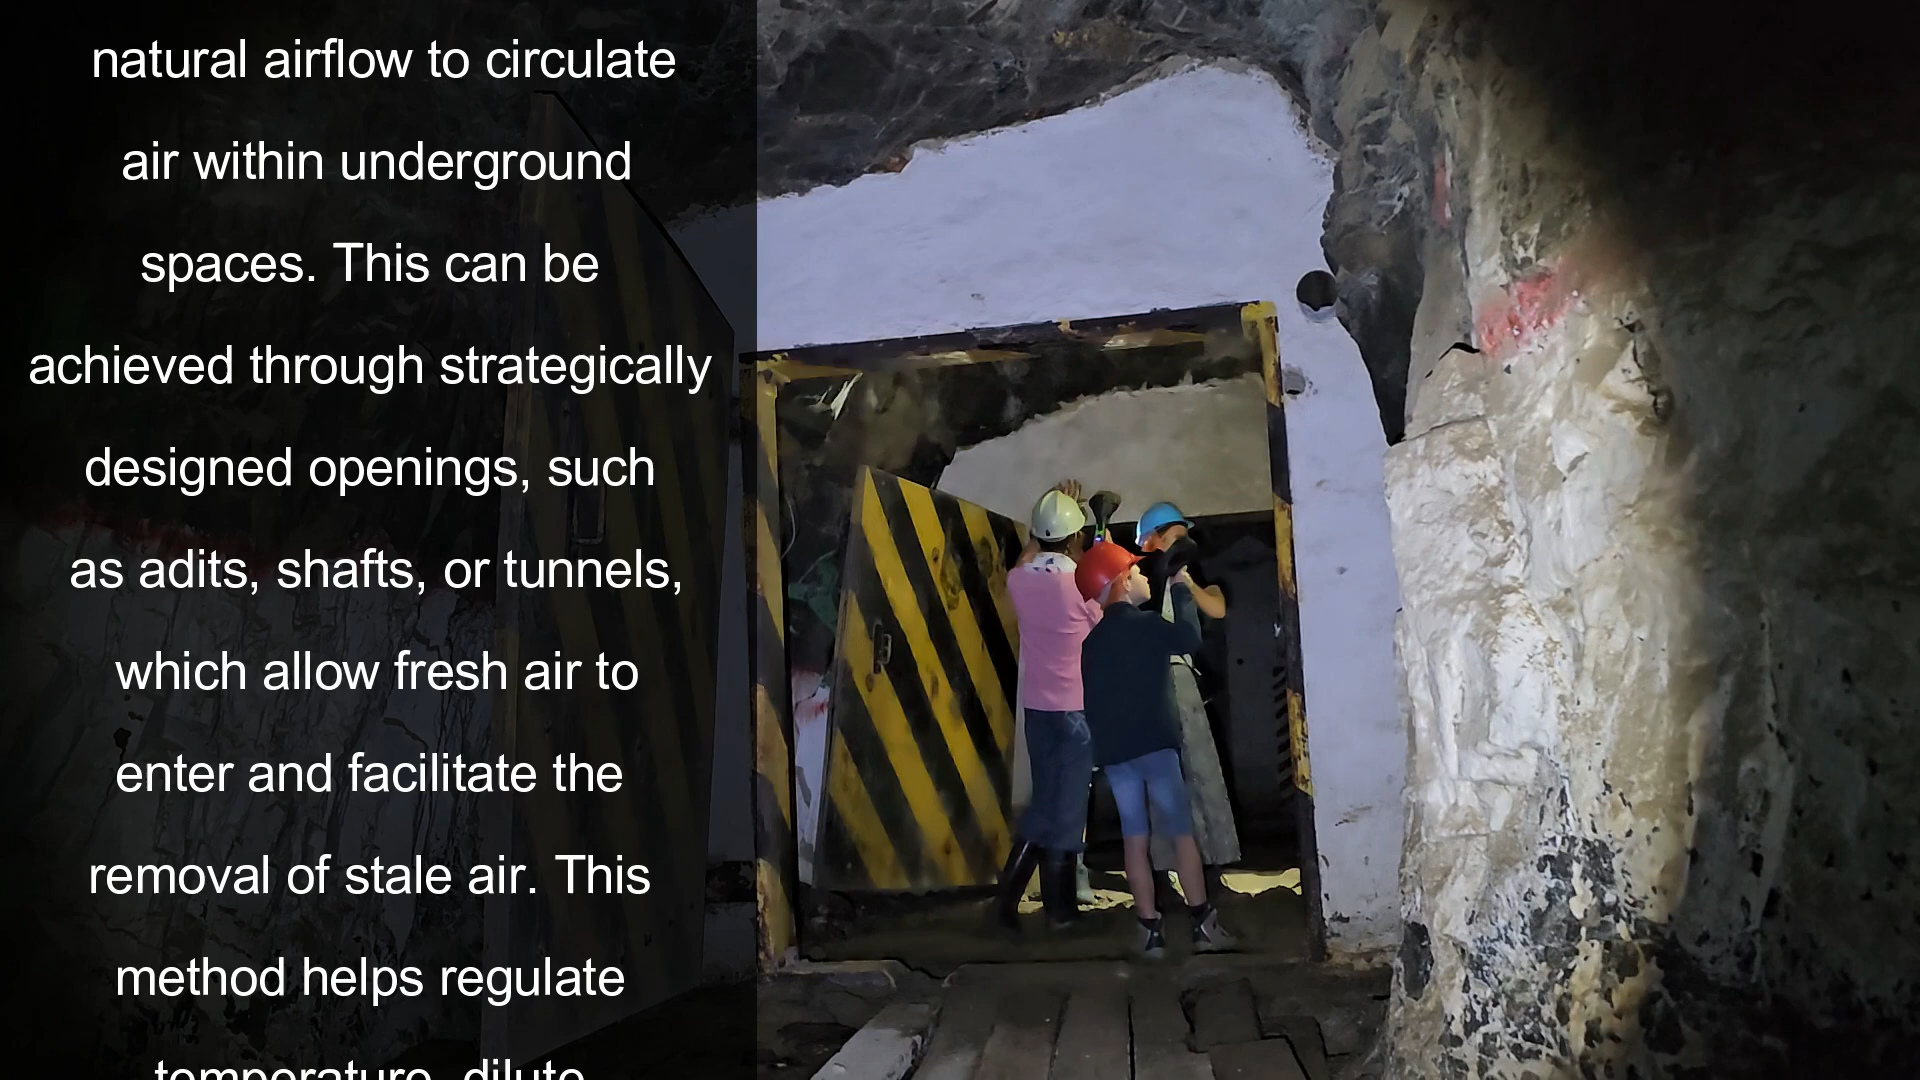 natural airflow to circulate
air within underground
spaces. This can be
achieved through strategically
designed openings, such
as adits, shafts, or tunnels,
which allow fresh air to
enter and facilitate the
removal of stale air. This
method helps regulate
temperature, dilute